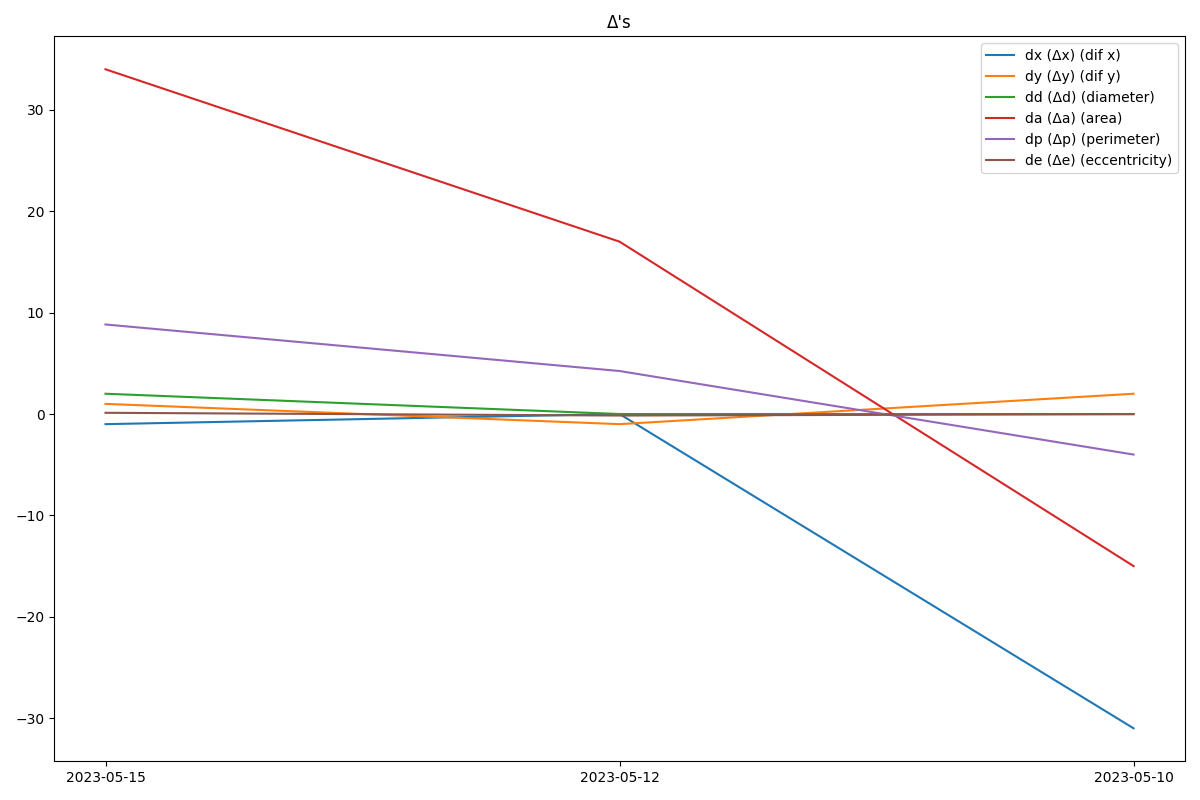 Δ's
dx (Δx) (dif x)
dy (Δy) (dif y)
dd (Δd) (diameter)
da (Δa) (area)
dp (Δp) (perimeter)
de (Δe) (eccentricity)
30
20
10
0
−10
−20
−30
2023-05-15 2023-05-12 2023-05-10